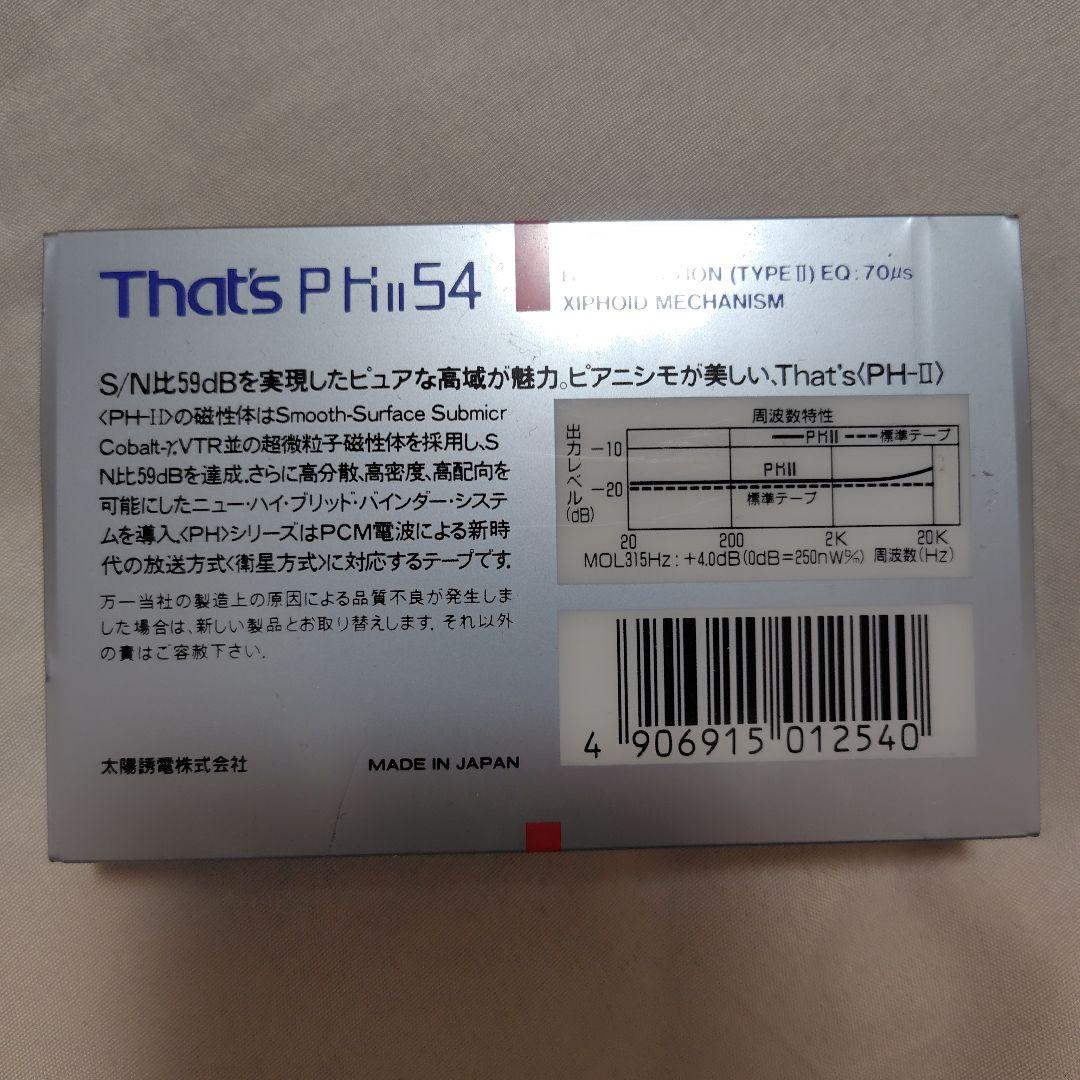 That's PHII54
(TYPE II) EQ:70μs
XIPHOID MECHANISM
S/N比59dBを実現したピュアな高域が魅力。ピアニシモが美しい、That's〈PH-II〉
〈PH-II〉の磁性体はSmooth-Surface Submicr
Cobalt-γ.VTR並の超微粒子磁性体を採用し、S
N比59dBを達成.さらに高分散、高密度、高配向を
可能にしたニュー・ハイ・ブリッド・バインダー・システ
ムを導入、〈PH〉シリーズはPCM電波による新時
代の放送方式〈衛星方式〉に対応するテープです.
万一当社の製造上の原因による品質不良が発生しま
した場合は、新しい製品とお取り替えします. それ以外
の責はご容赦下さい.
太陽誘電株式会社 MADE IN JAPAN
周波数特性
PHII 標準テープ
出力レベル(dB)
-10
PHII
-20
標準テープ
20 200 2K 20K
MOL315Hz:+4.0dB(0dB=250nW/m) 周波数(Hz)
4 906915 012540